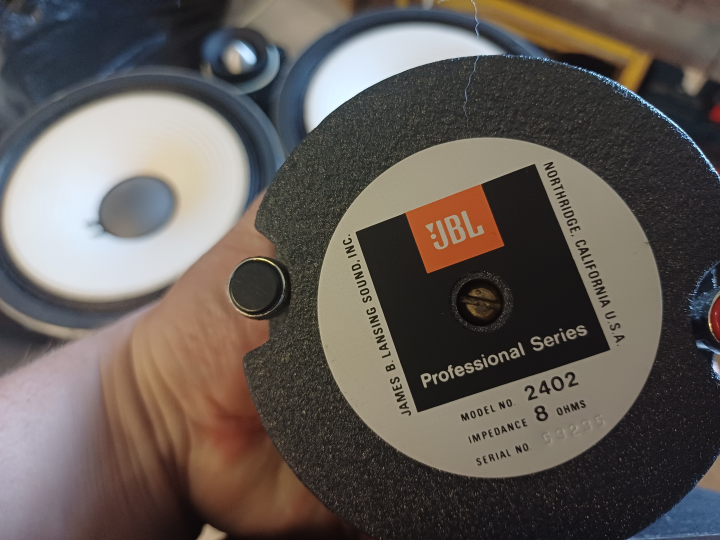 JBL
JAMES B. LANSING SOUND, INC.
NORTHRIDGE, CALIFORNIA U.S.A.
Professional Series
MODEL NO. 2402
IMPEDANCE 8 OHMS
SERIAL NO